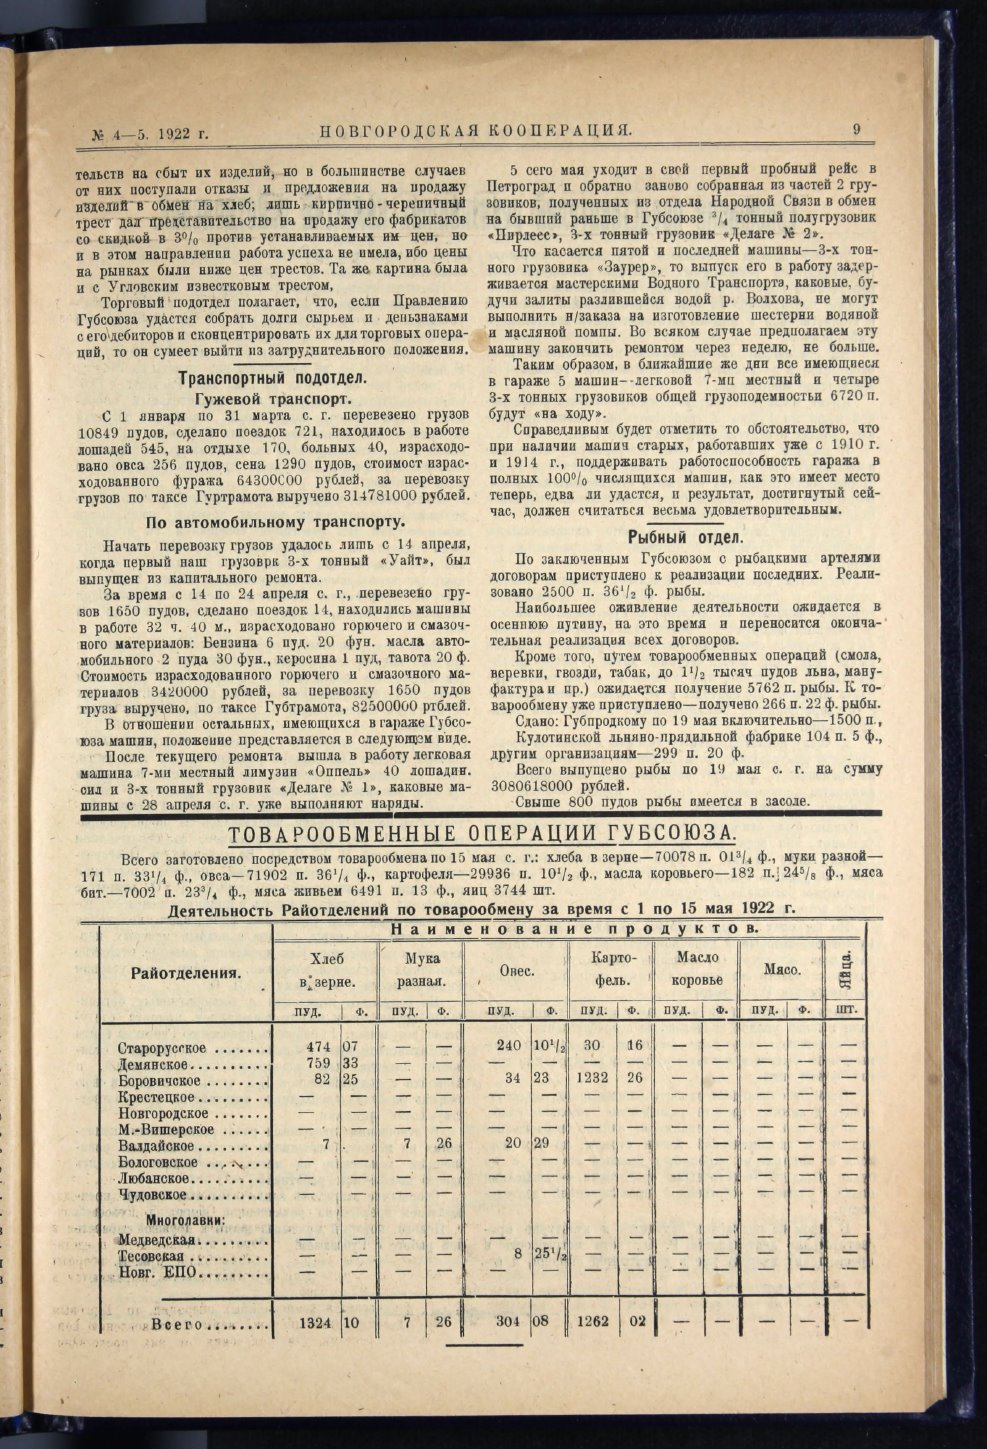 № 4—5. 1922 г.
НОВГОРОДСКАЯ КООПЕРАЦИЯ.
9
тельств на сбыт их изделий, но в большинстве случаев
от них поступали отказы и предложения на продажу
изделий в обмен на хлеб; лишь кирпично-черепичный
трест дал представительство на продажу его фабрикатов
со скидкой в 3% против устанавливаемых им цен, но
и в этом направлении работа успеха не имела, ибо цены
на рынках были ниже цен трестов. Та же картина была
и с Угловским известковым трестом,
Торговый подотдел полагает, что, если Правлению
Губсоюза удастся собрать долги сырьем и деньзнаками
с его дебиторов и сконцентрировать их для торговых опера-
ций, то он сумеет выйти из затруднительного положения.
Транспортный подотдел.
Гужевой транспорт.
С 1 января по 31 марта с. г. перевезено грузов
10849 пудов, сделано поездок 721, находилось в работе
лошадей 545, на отдыхе 170, больных 40, израсходо-
вано овса 256 пудов, сена 1290 пудов, стоимост израс-
ходованного фуража 64300000 рублей, за перевозку
грузов по таксе Гуртрамота выручено 314781000 рублей.
По автомобильному транспорту.
Начать перевозку грузов удалось лишь с 14 апреля,
когда первый наш грузоврк 3-х тонный «Уайт», был
выпущен из капитального ремонта.
За время с 14 по 24 апреля с. г., перевезено гру-
зов 1650 пудов, сделано поездок 14, находились машины
в работе 32 ч. 40 м., израсходовано горючего и смазоч-
ного материалов: Бензина 6 пуд. 20 фун. масла авто-
мобильного 2 пуда 30 фун., керосина 1 пуд, тавота 20 ф.
Стоимость израсходованного горючего и смазочного ма-
териалов 3420000 рублей, за перевозку 1650 пудов
груза выручено, по таксе Губтрамота, 82500000 ртблей.
В отношении остальных, имеющихся в гараже Губсо-
юза машин, положение представляется в следующем виде.
После текущего ремонта вышла в работу легковая
машина 7-ми местный лимузин «Оппель» 40 лошадин.
сил и 3-х тонный грузовик «Делаге № 1», каковые ма-
шины с 28 апреля с. г. уже выполняют наряды.
5 сего мая уходит в свой первый пробный рейс в
Петроград и обратно заново собранная из частей 2 гру-
зовиков, полученных из отдела Народной Связи в обмен
на бывший раньше в Губсоюзе 3/4 тонный полугрузовик
«Пирлесс», 3-х тонный грузовик «Делаге № 2».
Что касается пятой и последней машины—3-х тон-
ного грузовика «Заурер», то выпуск его в работу задер-
живается мастерскими Водного Транспорта, каковые, бу-
дучи залиты разлившейся водой р. Волхова, не могут
выполнить н/заказа на изготовление шестерни водяной
и масляной помпы. Во всяком случае предполагаем эту
машину закончить ремонтом через неделю, не больше.
Таким образом, в ближайшие же дни все имеющиеся
в гараже 5 машин--легковой 7-ми местный и четыре
3-х тонных грузовиков общей грузоподемностьи 6720 п.
будут «на ходу».
Справедливым будет отметить то обстоятельство, что
при наличии машич старых, работавших уже с 1910 г.
и 1914 г., поддерживать работоспособность гаража в
полных 100% числящихся машин, как это имеет место
теперь, едва ли удастся, и результат, достигнутый сей-
час, должен считаться весьма удовлетворительным.
Рыбный отдел.
По заключенным Губсоюзом с рыбацкими артелями
договорам приступлено к реализации последних. Реали-
зовано 2500 п. 36 1/2 ф. рыбы.
Наибольшее оживление деятельности ожидается в
осеннюю путину, на это время и переносится оконча-
тельная реализация всех договоров.
Кроме того, путем товарообменных операций (смола,
веревки, гвозди, табак, до 1 1/2 тысяч пудов льна, ману-
фактура и пр.) ожидается получение 5762 п. рыбы. К то-
варообмену уже приступлено—получено 266 п. 22 ф. рыбы.
Сдано: Губпродкому по 19 мая включительно—1500 п.,
Кулотинской льняно-прядильной фабрике 104 п. 5 ф.,
другим организациям—299 п. 20 ф.
Всего выпущено рыбы по 19 мая с. г. на сумму
3080618000 рублей.
Свыше 800 пудов рыбы имеется в засоле.
ТОВАРООБМЕННЫЕ ОПЕРАЦИИ ГУБСОЮЗА.
Всего заготовлено посредством товарообмена по 15 мая с. г.: хлеба в зерне—70078 п. 01 3/4 ф., муки разной—
171 п. 33 1/4 ф., овса—71902 п. 36 1/4 ф., картофеля—29936 п. 10 1/2 ф., масла коровьего—182 п. 24 5/8 ф., мяса
бит.—7002 п. 23 3/4 ф., мяса живьем 6491 п. 13 ф., яиц 3744 шт.
Деятельность Райотделений по товарообмену за время с 1 по 15 мая 1922 г.
Райотделения. Наименование продуктов.
Хлеб в зерне. Мука разная. Овес. Карто-фель. Масло коровье Мясо. Яйца.
пуд. ф. пуд. ф. пуд. ф. пуд. ф. пуд. ф. пуд. ф. шт.
Старорусское ....... 474 07 — — 240 10 1/2 30 16 — — — — —
Демянское.......... 759 33 — — — — — — — — — — —
Боровичское ........ 82 25 — — 34 23 1232 26 — — — — —
Крестецкое......... — — — — — — — — — — — — —
Новгородское ....... — — — — — — — — — — — — —
М.-Вишерское ...... — — — — — — — — — — — —
Валдайское......... 7 . 7 26 20 29 — — — — — — —
Бологовское ........ — — — — — — — — — — — — —
Любанское.......... — — — — — — — — — — — — —
Чудовское.......... — — — — — — — — — — — — —
Многолавки:
Медведская......... — — — — — — — — — — — — —
Тесовская .......... — — — — 8 25 1/2 — — — — — — —
Новг. ЕПО......... — — — — — — — — — — — — —
Всего........ 1324 10 7 26 304 08 1262 02 — — — — —